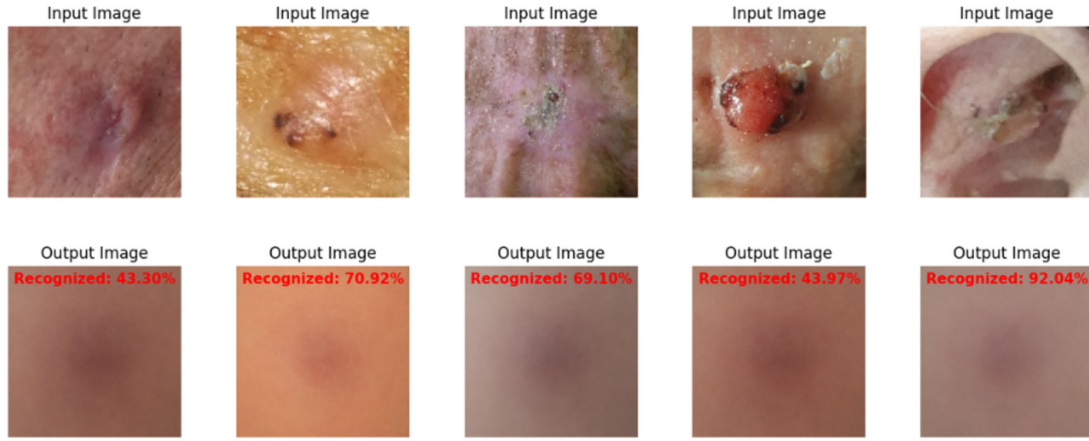 Input Image
Input Image
Input Image
Input Image
Input Image
Output Image
Output Image
Output Image
Output Image
Output Image
Recognized: 43.30%
Recognized: 70.92%
Recognized: 69.10%
Recognized: 43.97%
Recognized: 92.04%